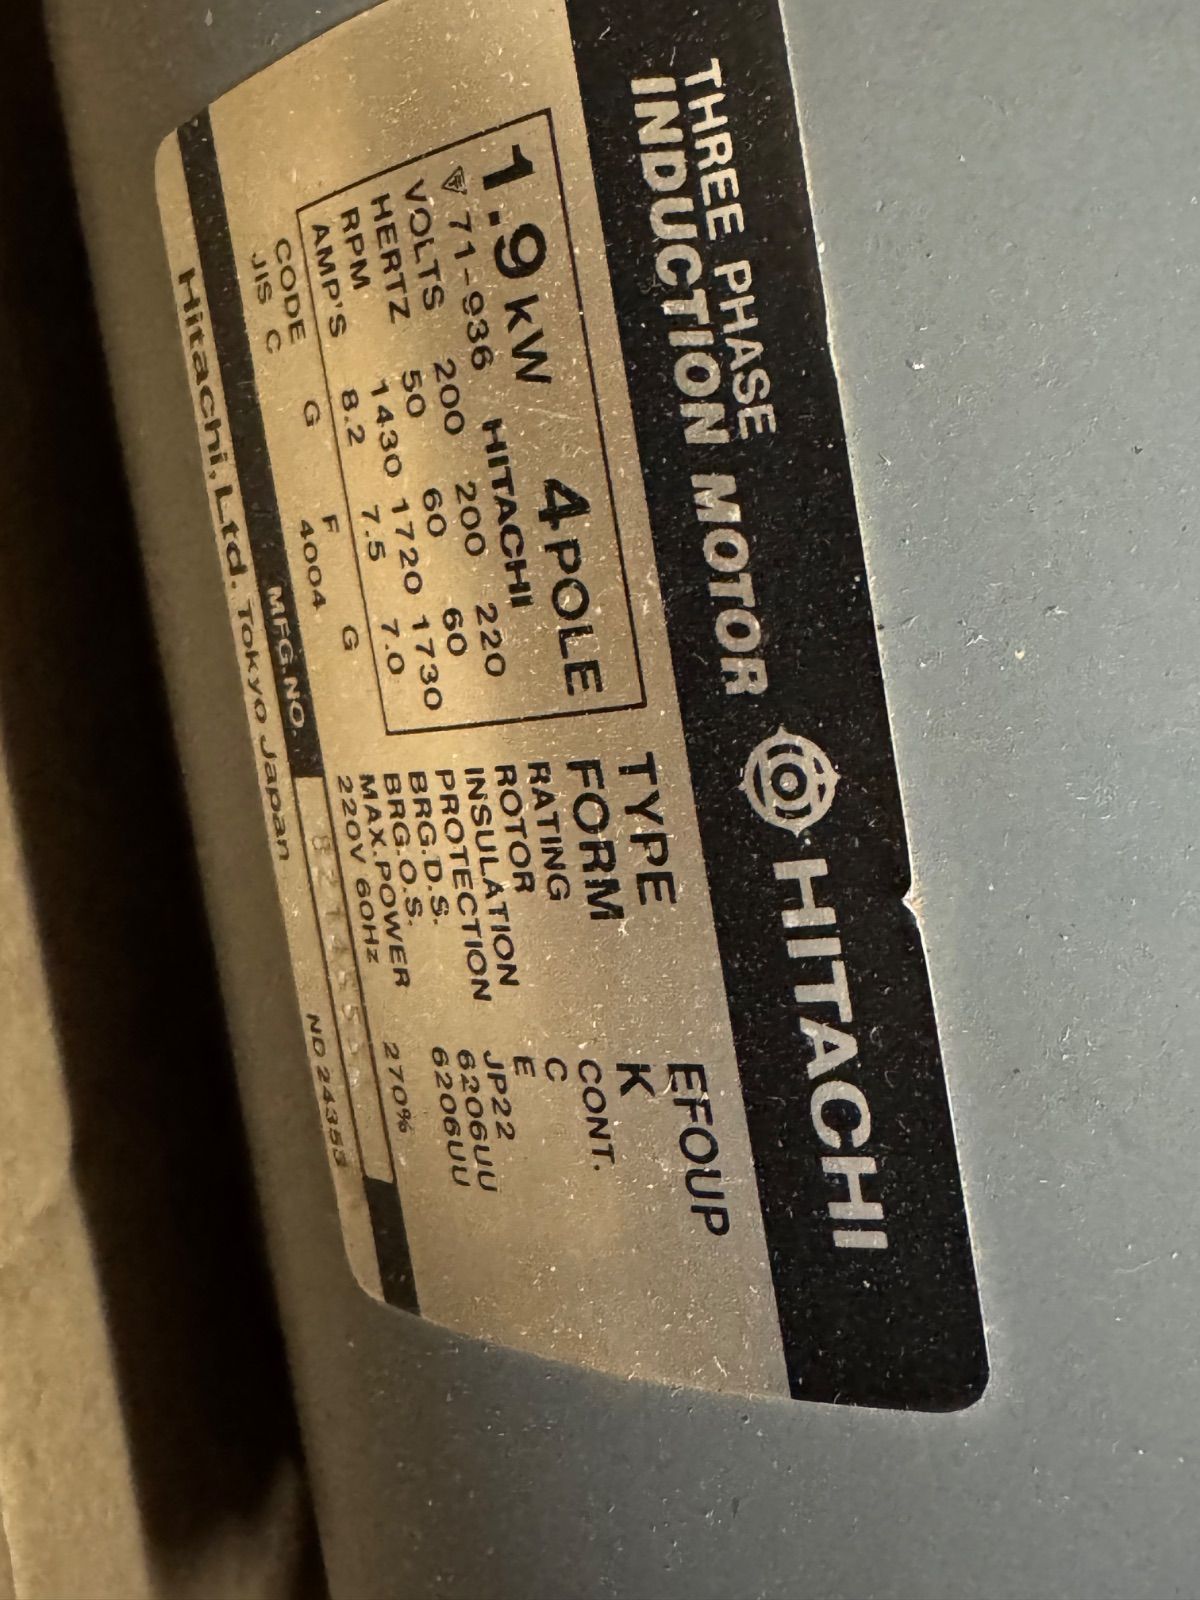 THREE PHASE
INDUCTION MOTOR HITACHI
1.9 kW 4 POLE
71-936 HITACHI
VOLTS 200 200 220
HERTZ 50 60 60
RPM 1430 1720 1730
AMP'S 8.2 7.5 7.0
CODE G F G
JIS C 4004
TYPE EFOUP
FORM K
RATING CONT.
ROTOR C
INSULATION E
PROTECTION JP22
BRG.D.S. 6206UU
BRG.O.S. 6206UU
MAX.POWER 270%
220V 60Hz
MFG.NO.
Hitachi, Ltd. Tokyo Japan
ND 24353